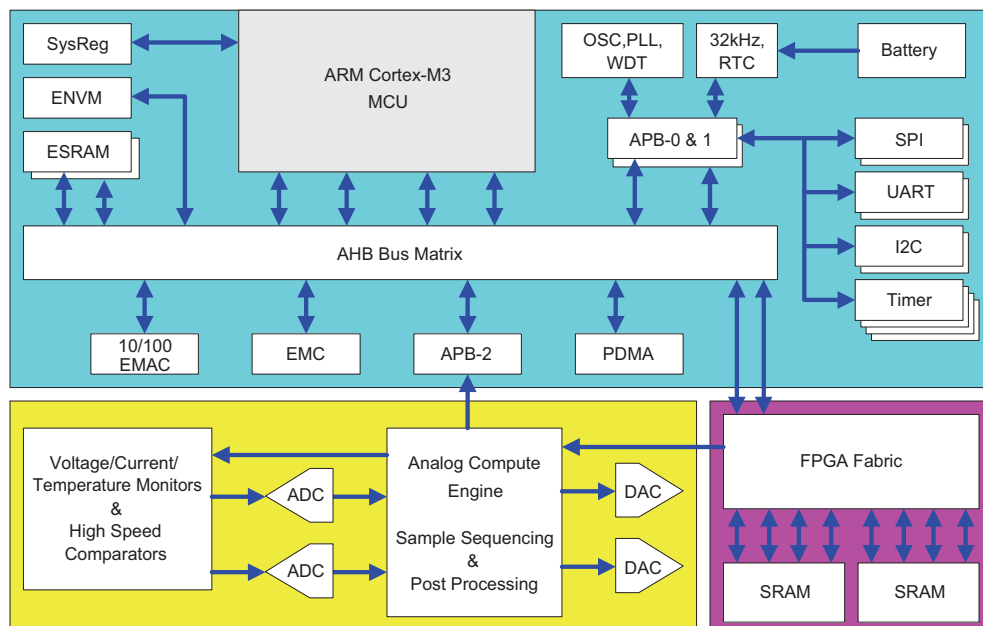 SysReg
ARM Cortex-M3
MCU
OSC,PLL,
WDT
32kHz,
RTC
Battery
ENVM
ESRAM
APB-0 & 1
SPI
UART
I2C
Timer
AHB Bus Matrix
10/100
EMAC
EMC
APB-2
PDMA
Voltage/Current/
Temperature Monitors
&
High Speed
Comparators
ADC
ADC
Analog Compute
Engine
Sample Sequencing
&
Post Processing
DAC
DAC
FPGA Fabric
SRAM
SRAM